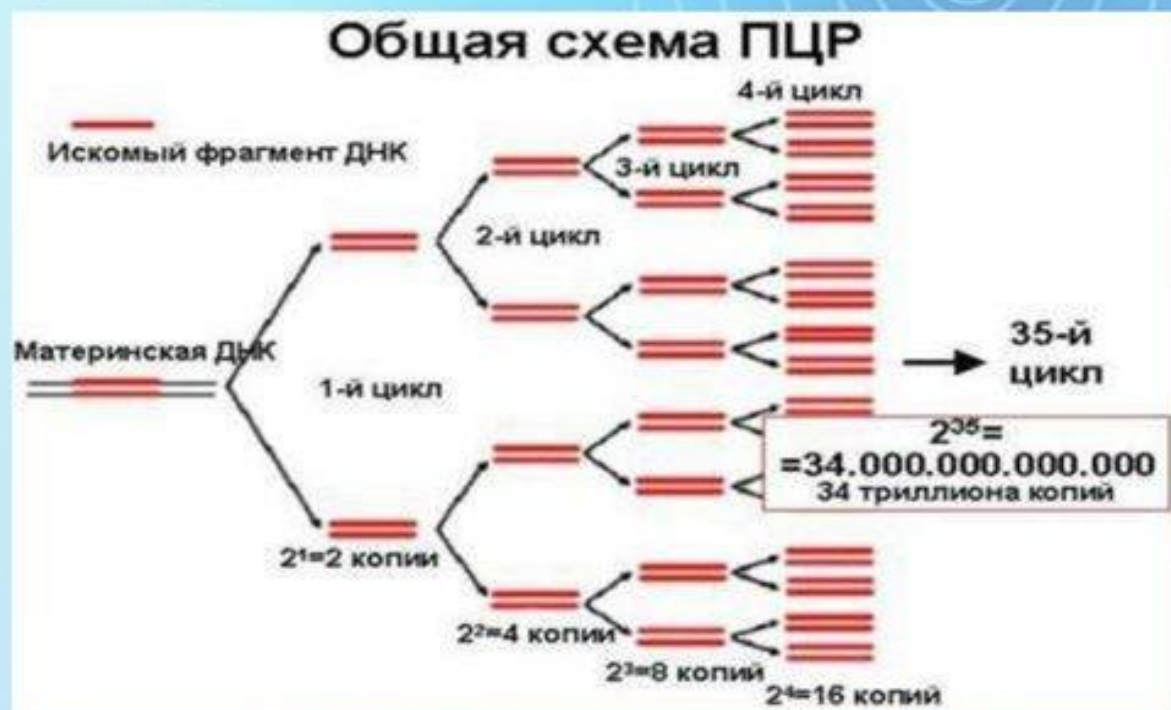 Общая схема ПЦР
4-й цикл
Искомый фрагмент ДНК
3-й цикл
2-й цикл
Материнская ДНК
35-й
цикл
1-й цикл
2³⁵=
=34.000.000.000.000
34 триллиона копий
2¹=2 копии
2²=4 копии
2³=8 копий
2⁴=16 копий